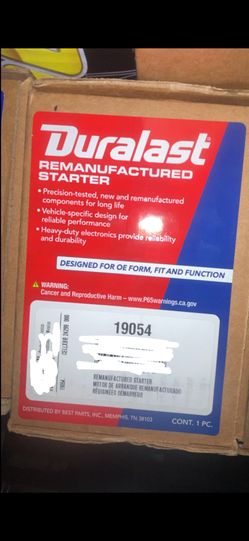 Duralast
REMANUFACTURED
STARTER
• Precision-tested, new and remanufactured
components for long life
• Vehicle-specific design for
reliable performance
• Heavy-duty electronics provide reliability
and durability
DESIGNED FOR OE FORM, FIT AND FUNCTION
WARNING:
Cancer and Reproductive Harm – www.P65warnings.ca.gov
19054
19054
REMANUFACTURED STARTER
MOTOR DE ARRANQUE REMANUFACTURADO
DISTRIBUTED BY BEST PARTS, INC., MEMPHIS, TN 38103
CONT. 1 PC.